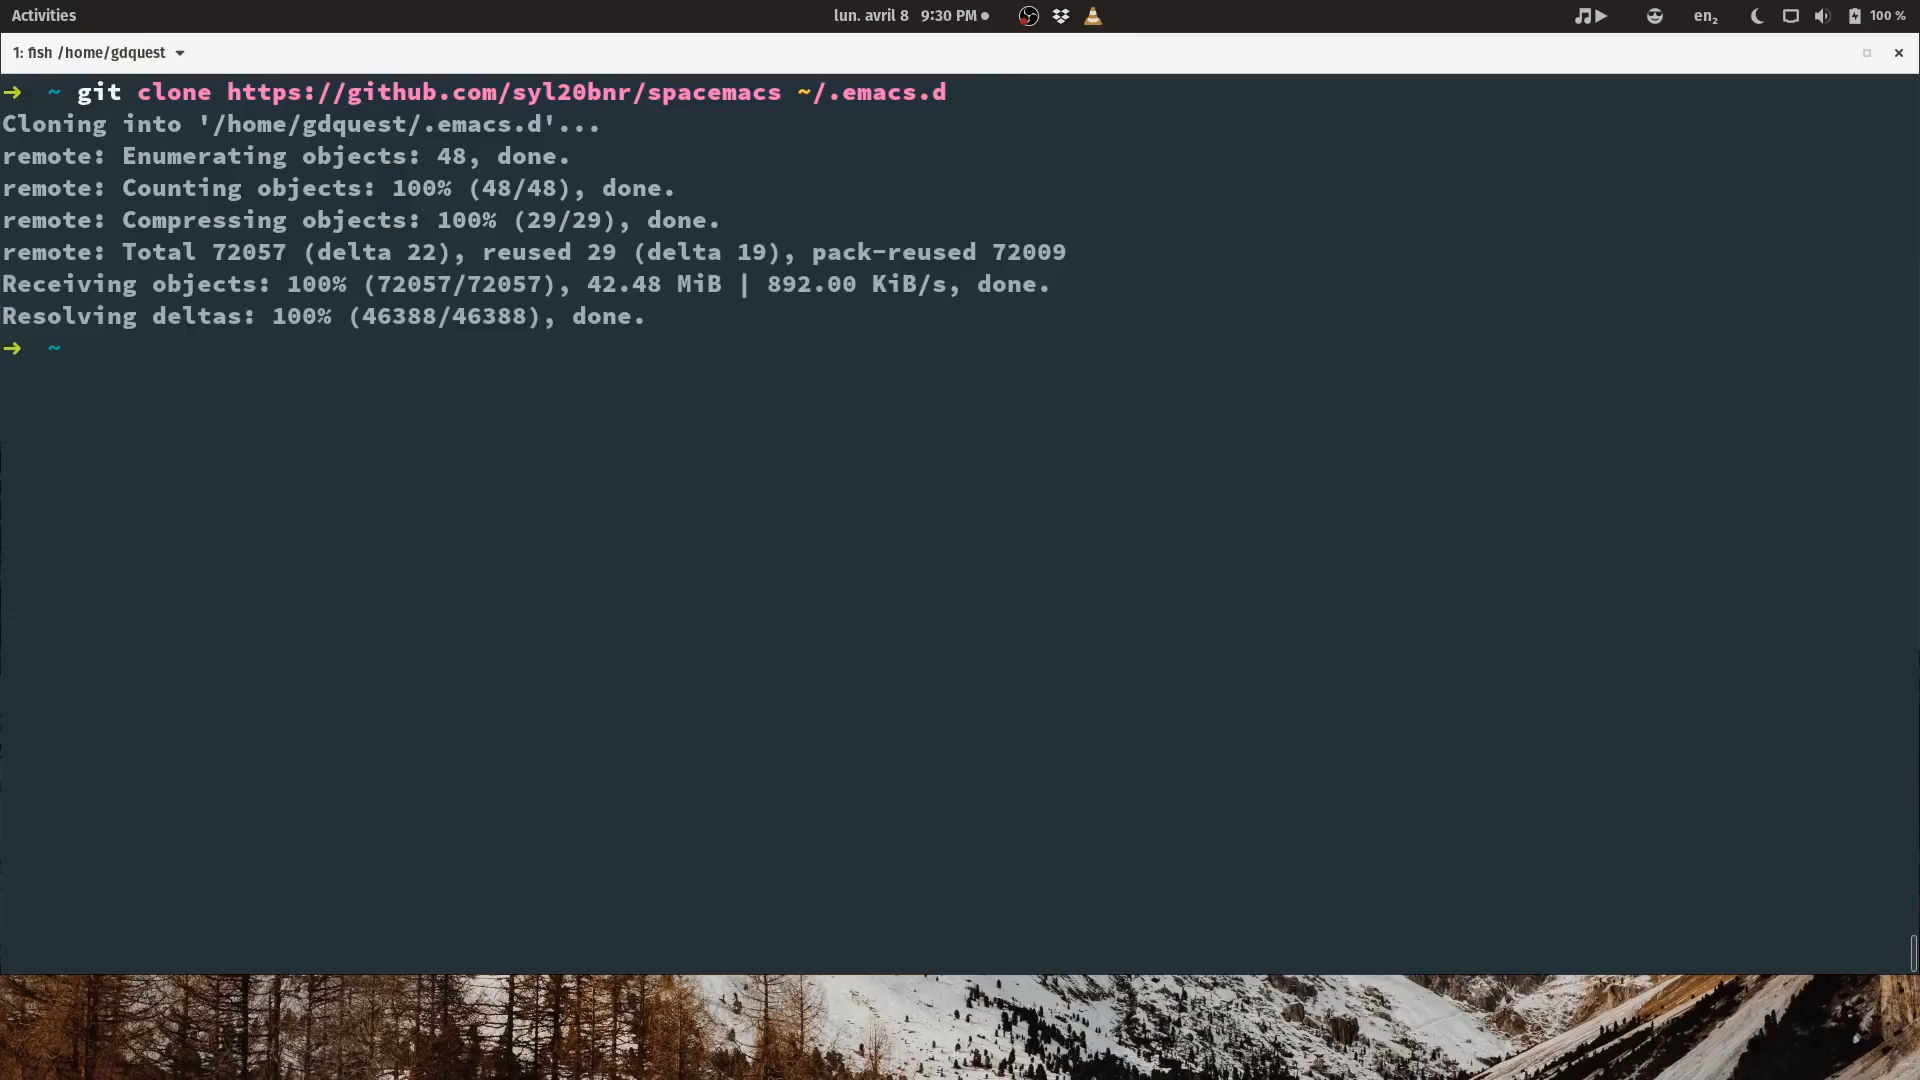 Activities
lun. avril 8 9:30 PM
en₂
100 %
1: fish /home/gdquest
➜ ~ git clone https://github.com/syl20bnr/spacemacs ~/.emacs.d
Cloning into '/home/gdquest/.emacs.d'...
remote: Enumerating objects: 48, done.
remote: Counting objects: 100% (48/48), done.
remote: Compressing objects: 100% (29/29), done.
remote: Total 72057 (delta 22), reused 29 (delta 19), pack-reused 72009
Receiving objects: 100% (72057/72057), 42.48 MiB | 892.00 KiB/s, done.
Resolving deltas: 100% (46388/46388), done.
➜ ~